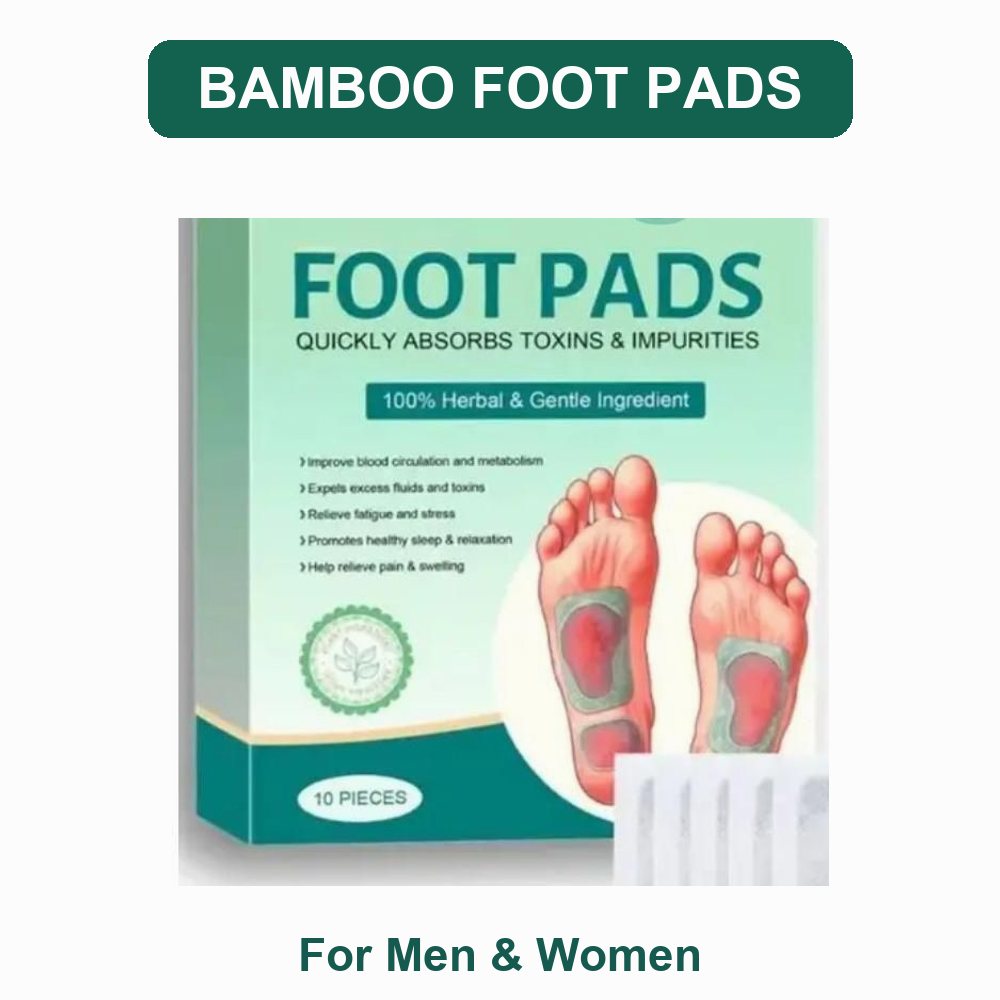 BAMBOO FOOT PADS
FOOT PADS
QUICKLY ABSORBS TOXINS & IMPURITIES
100% Herbal & Gentle Ingredient
Improve blood circulation and metabolism
Expels excess fluids and toxins
Relieve fatigue and stress
Promotes healthy sleep & relaxation
Help relieve pain & swelling
10 PIECES
For Men & Women